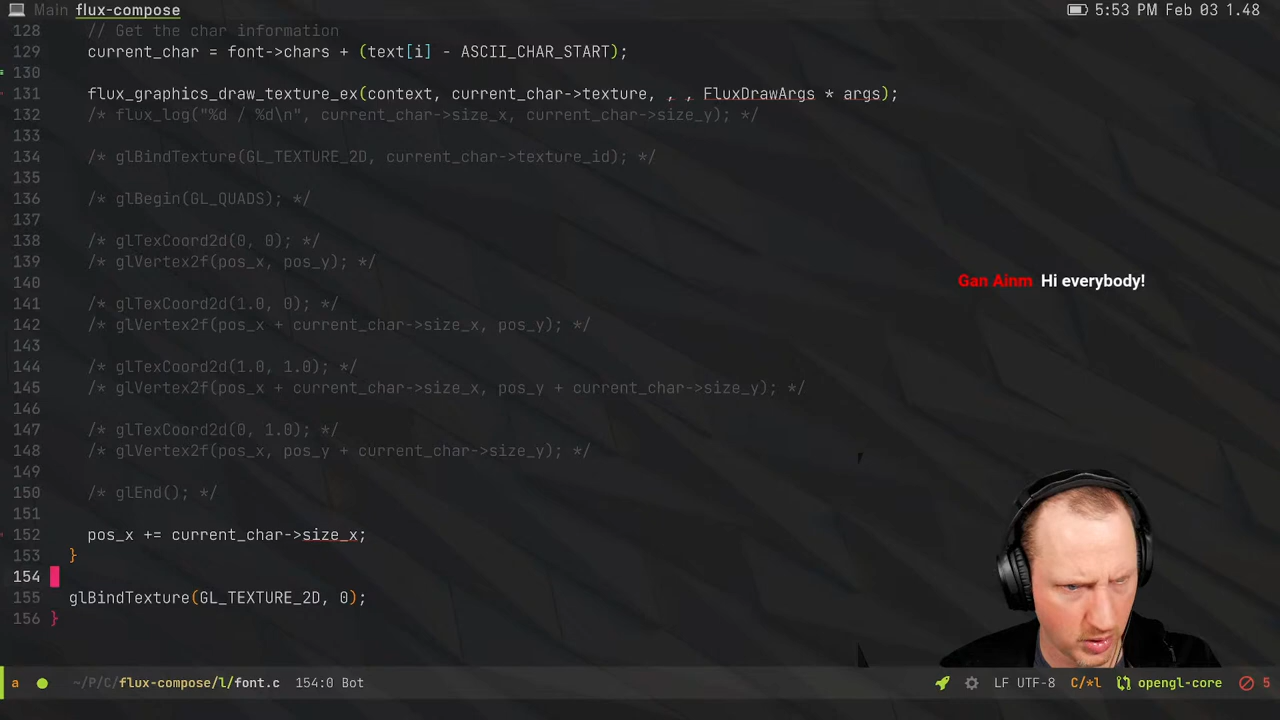 Main flux-compose 5:53 PM Feb 03 1.48
128 // Get the char information
129 current_char = font->chars + (text[i] - ASCII_CHAR_START);
130
131 flux_graphics_draw_texture_ex(context, current_char->texture, , , FluxDrawArgs * args);
132 /* flux_log("%d / %d\n", current_char->size_x, current_char->size_y); */
133
134 /* glBindTexture(GL_TEXTURE_2D, current_char->texture_id); */
135
136 /* glBegin(GL_QUADS); */
137
138 /* glTexCoord2d(0, 0); */
139 /* glVertex2f(pos_x, pos_y); */
140
Gan Ainm Hi everybody!
141 /* glTexCoord2d(1.0, 0); */
142 /* glVertex2f(pos_x + current_char->size_x, pos_y); */
143
144 /* glTexCoord2d(1.0, 1.0); */
145 /* glVertex2f(pos_x + current_char->size_x, pos_y + current_char->size_y); */
146
147 /* glTexCoord2d(0, 1.0); */
148 /* glVertex2f(pos_x, pos_y + current_char->size_y); */
149
150 /* glEnd(); */
151
152 pos_x += current_char->size_x;
153 }
154
155 glBindTexture(GL_TEXTURE_2D, 0);
156 }
a ~/P/C/flux-compose/l/font.c 154:0 Bot LF UTF-8 C/*l opengl-core 5